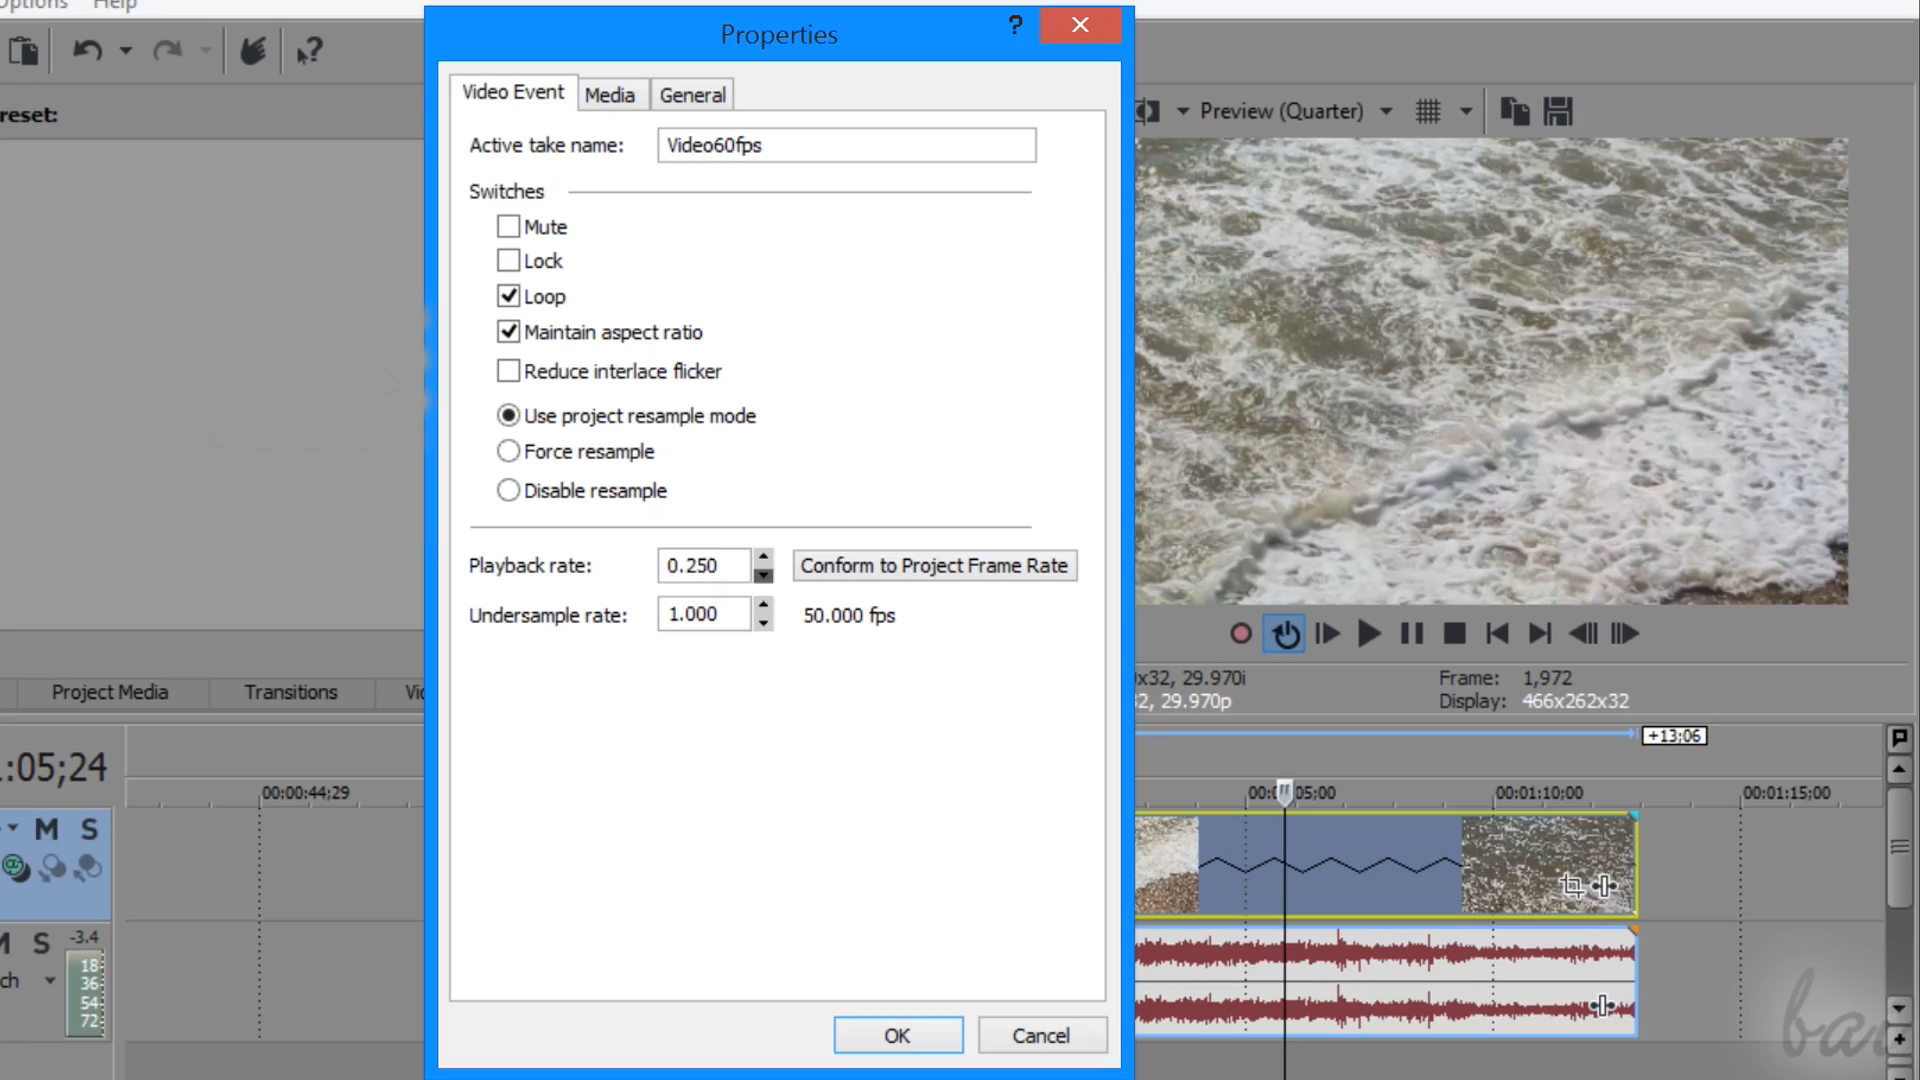 Options Help
Properties ?
reset:
Video Event Media General
Preview (Quarter)
Active take name: Video60fps
Switches
Mute
Lock
Loop
Maintain aspect ratio
Reduce interlace flicker
Use project resample mode
Force resample
Disable resample
Playback rate: 0.250 Conform to Project Frame Rate
Undersample rate: 1.000 50.000 fps
x32, 29.970i Frame: 1,972
32, 29.970p Display: 466x262x32
Project Media Transitions Vi
+13;06
:05;24
00:00:44;29 05;00 00:01:10;00 00:01:15;00
M S
M S -3.4
ch
18
36
54
72
OK Cancel